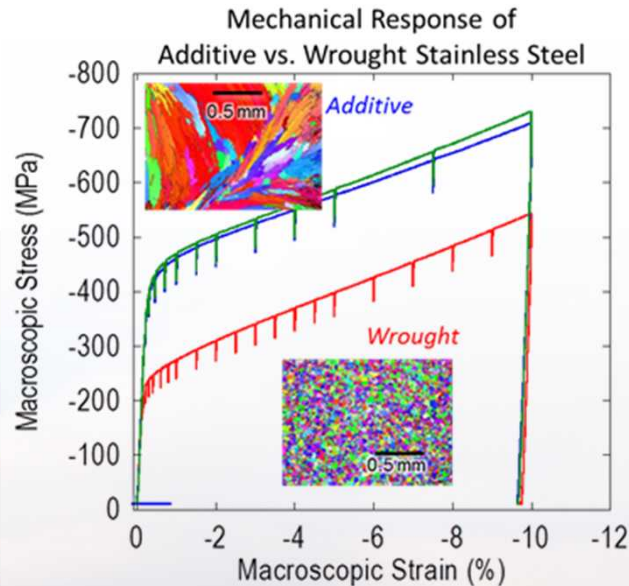 Mechanical Response of
Additive vs. Wrought Stainless Steel
Macroscopic Stress (MPa)
-800
-700
-600
-500
-400
-300
-200
-100
0
0.5 mm
Additive
Wrought
0.5 mm
0 -2 -4 -6 -8 -10 -12
Macroscopic Strain (%)